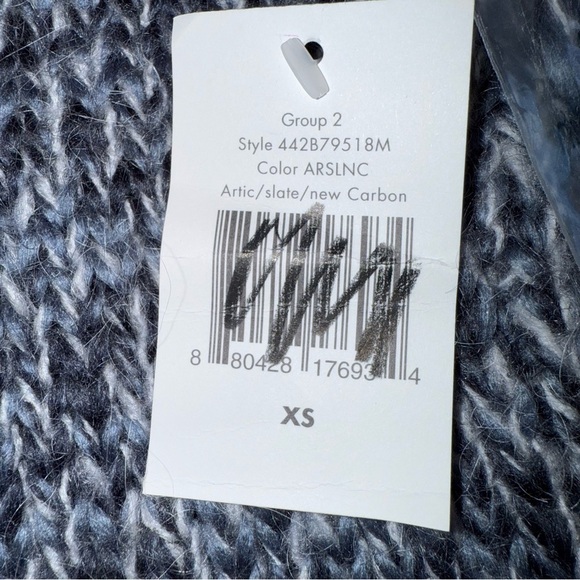 Group 2
Style 442B79518M
Color ARSLNC
Artic/slate/new Carbon
8 80428 17693 4
XS